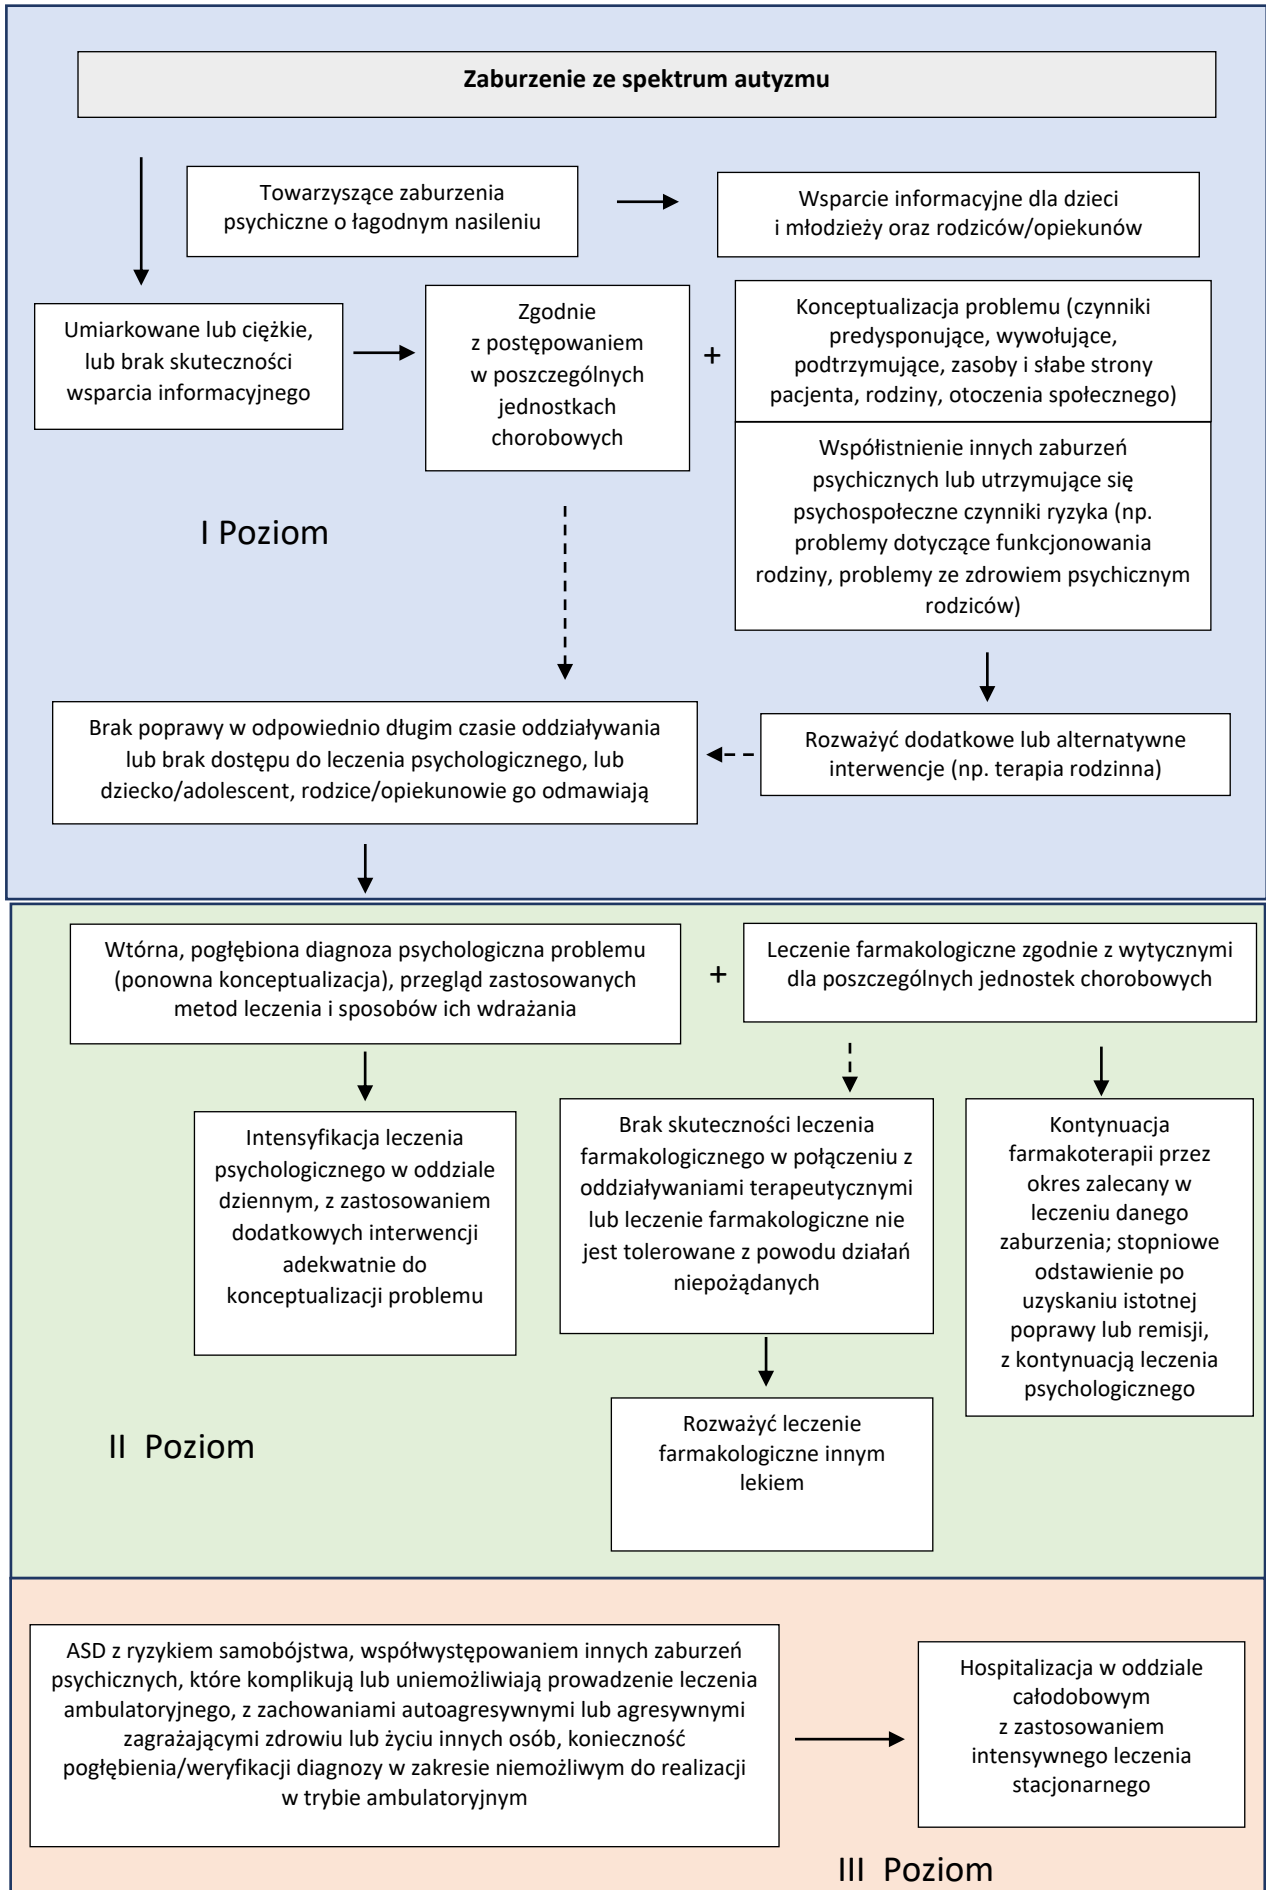 Zaburzenie ze spektrum autyzmu
Towarzyszące zaburzenia
psychiczne o łagodnym nasileniu
Wsparcie informacyjne dla dzieci
i młodzieży oraz rodziców/opiekunów
Umiarkowane lub ciężkie,
lub brak skuteczności
wsparcia informacyjnego
Zgodnie
z postępowaniem
w poszczególnych
jednostkach
chorobowych
+
Konceptualizacja problemu (czynniki
predysponujące, wywołujące,
podtrzymujące, zasoby i słabe strony
pacjenta, rodziny, otoczenia społecznego)
Współistnienie innych zaburzeń
psychicznych lub utrzymujące się
psychospołeczne czynniki ryzyka (np.
problemy dotyczące funkcjonowania
rodziny, problemy ze zdrowiem psychicznym
rodziców)
I Poziom
Brak poprawy w odpowiednio długim czasie oddziaływania
lub brak dostępu do leczenia psychologicznego, lub
dziecko/adolescent, rodzice/opiekunowie go odmawiają
Rozważyć dodatkowe lub alternatywne
interwencje (np. terapia rodzinna)
Wtórna, pogłębiona diagnoza psychologiczna problemu
(ponowna konceptualizacja), przegląd zastosowanych
metod leczenia i sposobów ich wdrażania
+
Leczenie farmakologiczne zgodnie z wytycznymi
dla poszczególnych jednostek chorobowych
Intensyfikacja leczenia
psychologicznego w oddziale
dziennym, z zastosowaniem
dodatkowych interwencji
adekwatnie do
konceptualizacji problemu
Brak skuteczności leczenia
farmakologicznego w połączeniu z
oddziaływaniami terapeutycznymi
lub leczenie farmakologiczne nie
jest tolerowane z powodu działań
niepożądanych
Kontynuacja
farmakoterapii przez
okres zalecany w
leczeniu danego
zaburzenia; stopniowe
odstawienie po
uzyskaniu istotnej
poprawy lub remisji,
z kontynuacją leczenia
psychologicznego
Rozważyć leczenie
farmakologiczne innym
lekiem
II Poziom
ASD z ryzykiem samobójstwa, współwystępowaniem innych zaburzeń
psychicznych, które komplikują lub uniemożliwiają prowadzenie leczenia
ambulatoryjnego, z zachowaniami autoagresywnymi lub agresywnymi
zagrażającymi zdrowiu lub życiu innych osób, konieczność
pogłębienia/weryfikacji diagnozy w zakresie niemożliwym do realizacji
w trybie ambulatoryjnym
Hospitalizacja w oddziale
całodobowym
z zastosowaniem
intensywnego leczenia
stacjonarnego
III Poziom